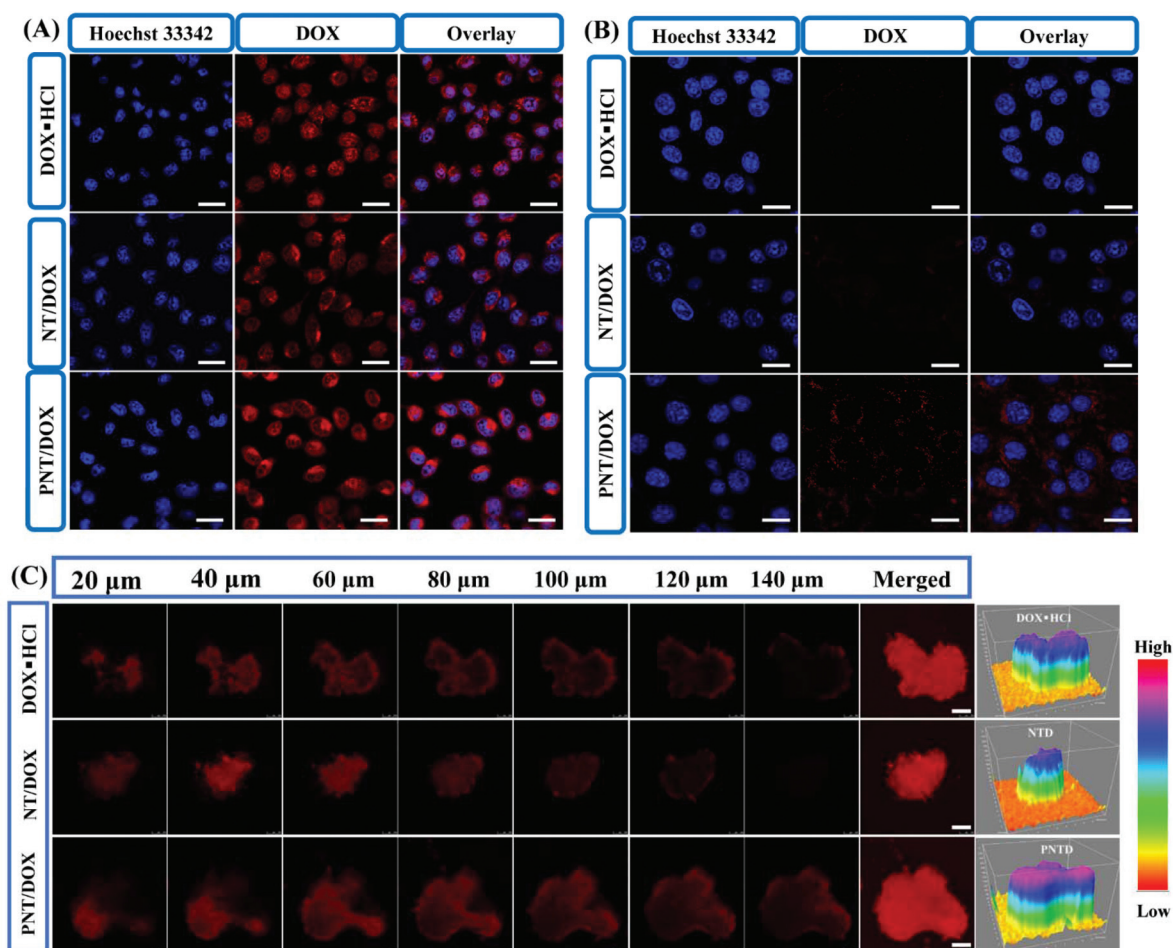 (A)
Hoechst 33342 DOX Overlay
DOX▪HCl
NT/DOX
PNT/DOX
(B)
Hoechst 33342 DOX Overlay
DOX▪HCl
NT/DOX
PNT/DOX
(C)
20 μm 40 μm 60 μm 80 μm 100 μm 120 μm 140 μm Merged
DOX▪HCl
NT/DOX
PNT/DOX
DOX▪HCl
NTD
PNTD
High
Low